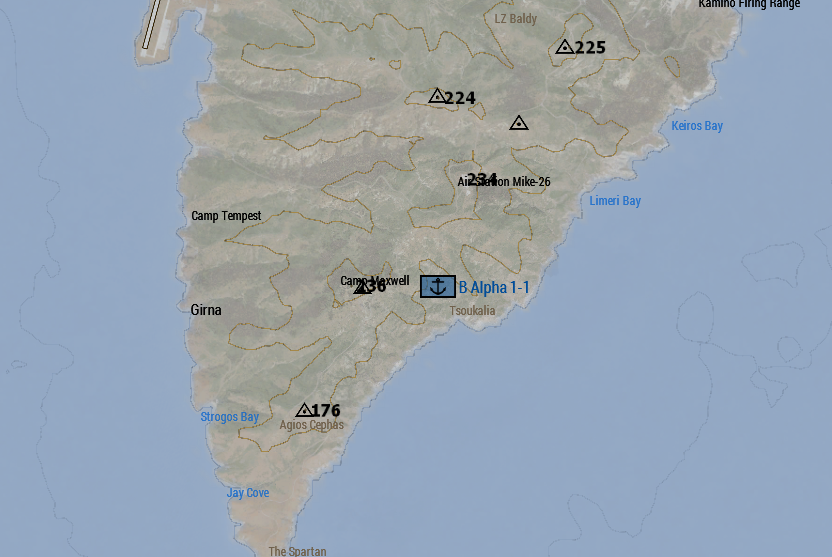 Kamino Firing Range
LZ Baldy
225
224
Keiros Bay
234
Air Station Mike-26
Limeri Bay
Camp Tempest
Camp Maxwell
B Alpha 1-1
Girna
Tsoukalia
176
Strogos Bay
Agios Cephas
Jay Cove
The Spartan